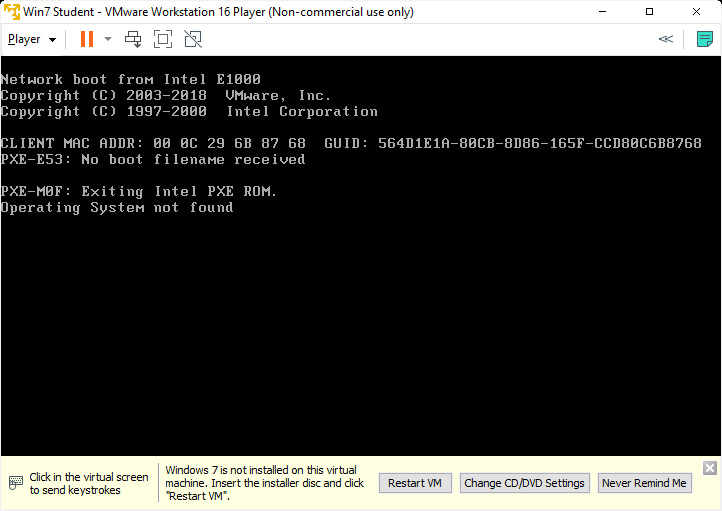 Win7 Student - VMware Workstation 16 Player (Non-commercial use only)
Player
Network boot from Intel E1000
Copyright (C) 2003-2018  VMware, Inc.
Copyright (C) 1997-2000  Intel Corporation
CLIENT MAC ADDR: 00 0C 29 6B 87 68  GUID: 564D1E1A-80CB-8D86-165F-CCD80C6B8768
PXE-E53: No boot filename received
PXE-M0F: Exiting Intel PXE ROM.
Operating System not found
Click in the virtual screen
to send keystrokes
Windows 7 is not installed on this virtual
machine. Insert the installer disc and click
"Restart VM".
Restart VM
Change CD/DVD Settings
Never Remind Me